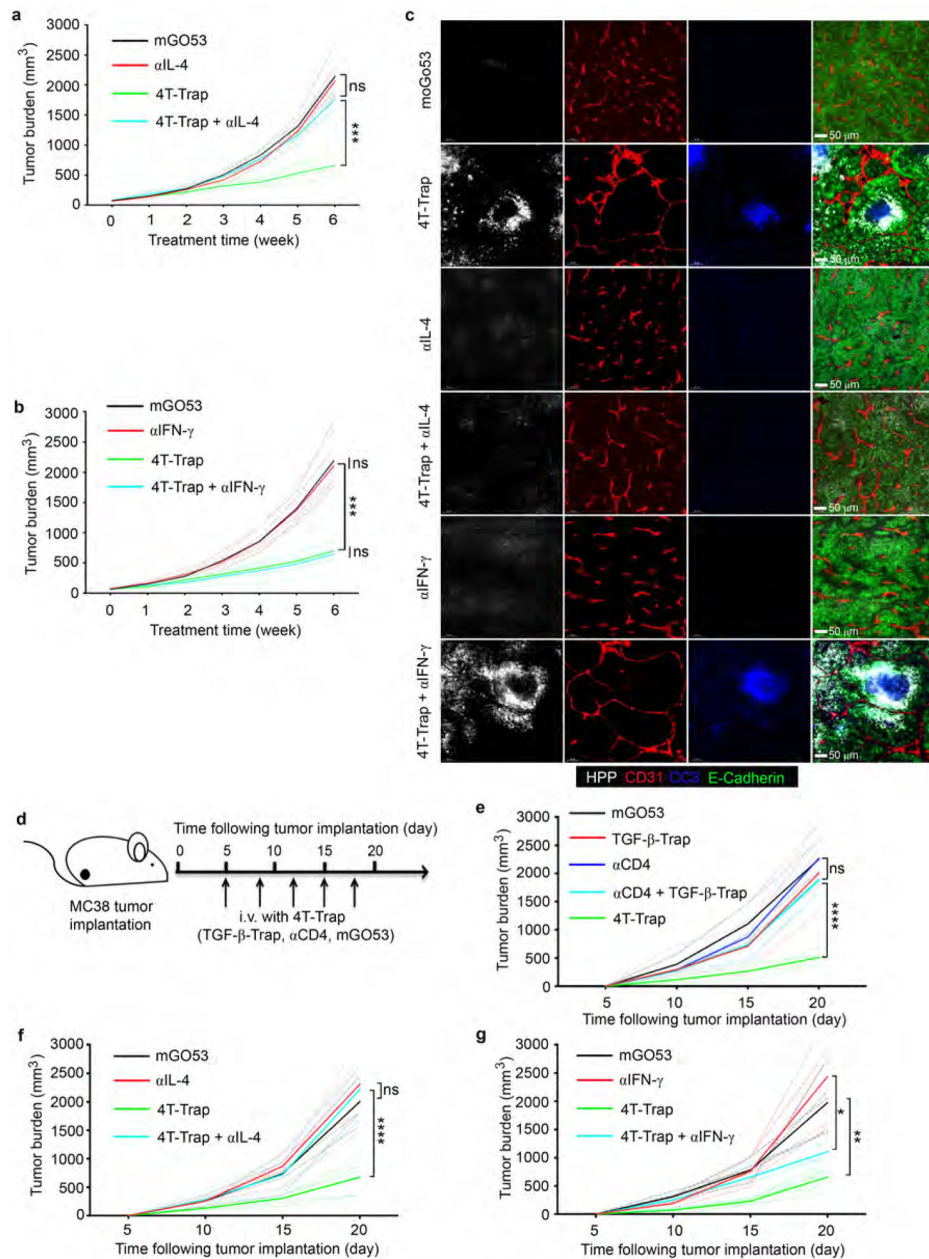 a
Tumor burden (mm3)
3000
2500
2000
1500
1000
500
0
mGO53
αIL-4
4T-Trap
4T-Trap + αIL-4
ns
***
0 1 2 3 4 5 6
Treatment time (week)
b
Tumor burden (mm3)
3000
2500
2000
1500
1000
500
0
mGO53
αIFN-γ
4T-Trap
4T-Trap + αIFN-γ
ns
***
ns
0 1 2 3 4 5 6
Treatment time (week)
c
moGo53
50 μm
4T-Trap
50 μm
αIL-4
50 μm
4T-Trap + αIL-4
50 μm
αIFN-γ
50 μm
4T-Trap + αIFN-γ
50 μm
HPP CD31 CC3 E-Cadherin
d
Time following tumor implantation (day)
0 5 10 15 20
MC38 tumor
implantation
i.v. with 4T-Trap
(TGF-β-Trap, αCD4, mGO53)
e
Tumor burden (mm3)
3000
2500
2000
1500
1000
500
0
mGO53
TGF-β-Trap
αCD4
αCD4 + TGF-β-Trap
4T-Trap
ns
****
5 10 15 20
Time following tumor implantation (day)
f
Tumor burden (mm3)
3000
2500
2000
1500
1000
500
0
mGO53
αIL-4
4T-Trap
4T-Trap + αIL-4
ns
****
5 10 15 20
Time following tumor implantation (day)
g
Tumor burden (mm3)
3000
2500
2000
1500
1000
500
0
mGO53
αIFN-γ
4T-Trap
4T-Trap + αIFN-γ
*
**
5 10 15 20
Time following tumor implantation (day)